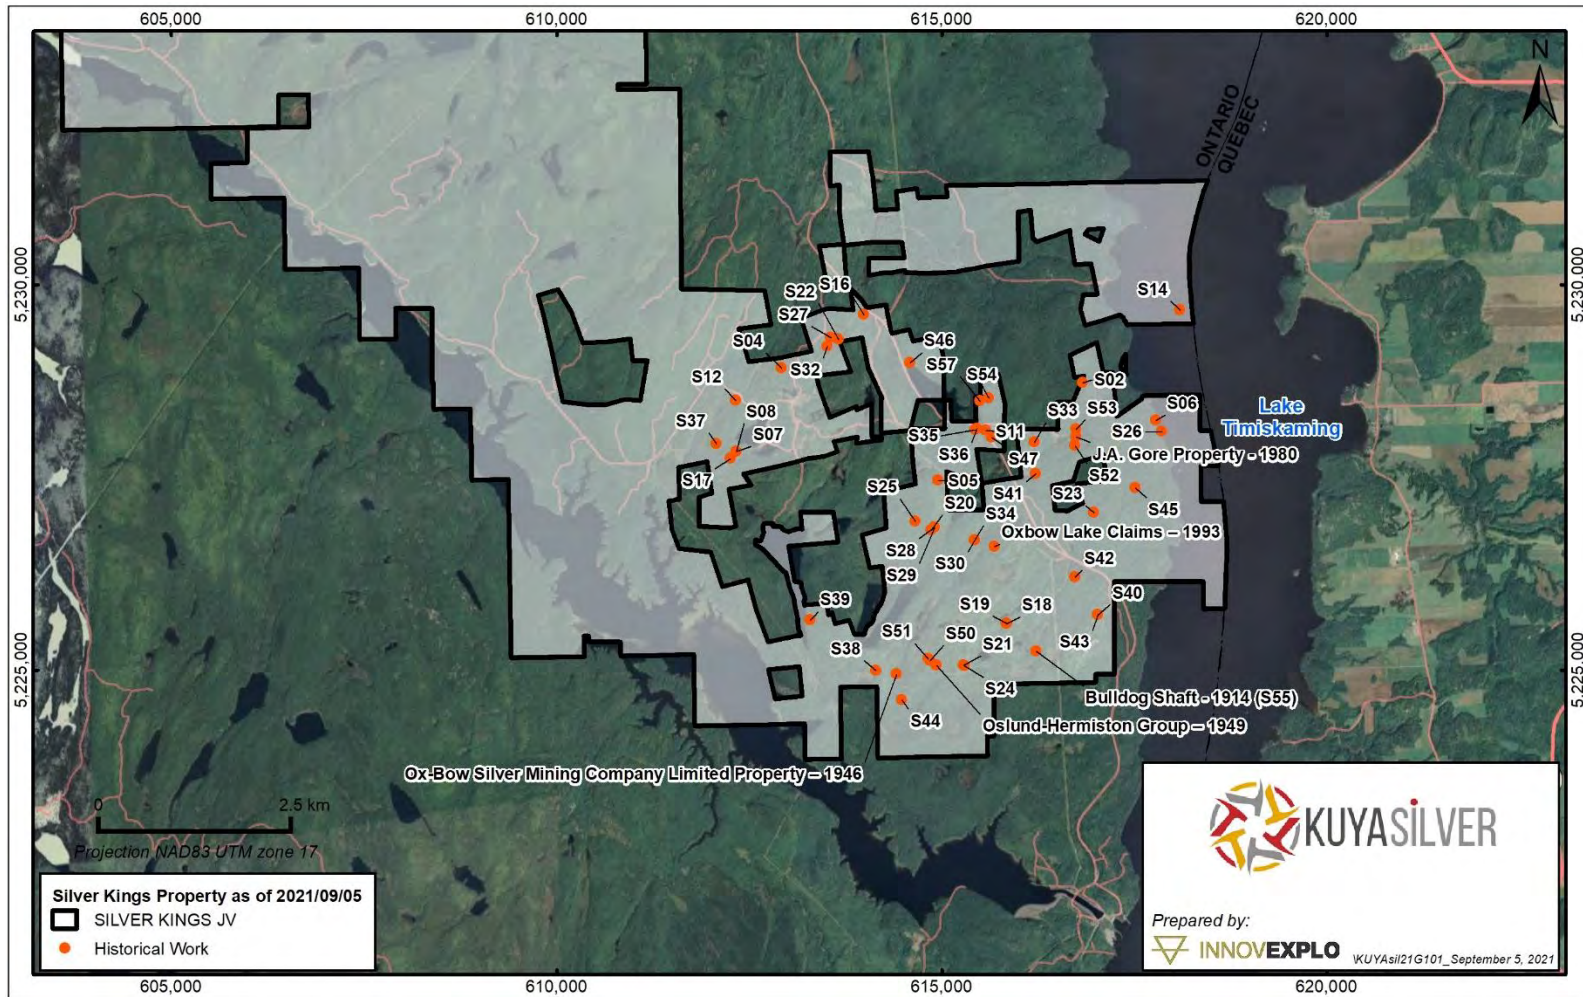 605,000
610,000
615,000
620,000
N
ONTARIO
QUÉBEC
5,230,000
5,230,000
S16
S22
S27
S14
S04
S46
S32
S57
S54
S02
S12
S08
S33
S53
S06
Lake
Timiskaming
S37
S07
S35
S11
S26
S36
S47
J.A. Gore Property - 1980
S17
S25
S05
S41
S52
S20
S34
S23
S45
Oxbow Lake Claims – 1993
S28
S30
S29
S42
S39
S19
S18
S40
S51
S50
S38
S21
S43
5,225,000
5,225,000
S24
Bulldog Shaft - 1914 (S55)
S44
Oslund-Hermiston Group – 1949
Ox-Bow Silver Mining Company Limited Property – 1946
0
2.5 km
Projection NAD83 UTM zone 17
KUYASILVER
Silver Kings Property as of 2021/09/05
SILVER KINGS JV
Historical Work
Prepared by:
INNOVEXPLO
\KUYAsil21G101_September 5, 2021
605,000
610,000
615,000
620,000